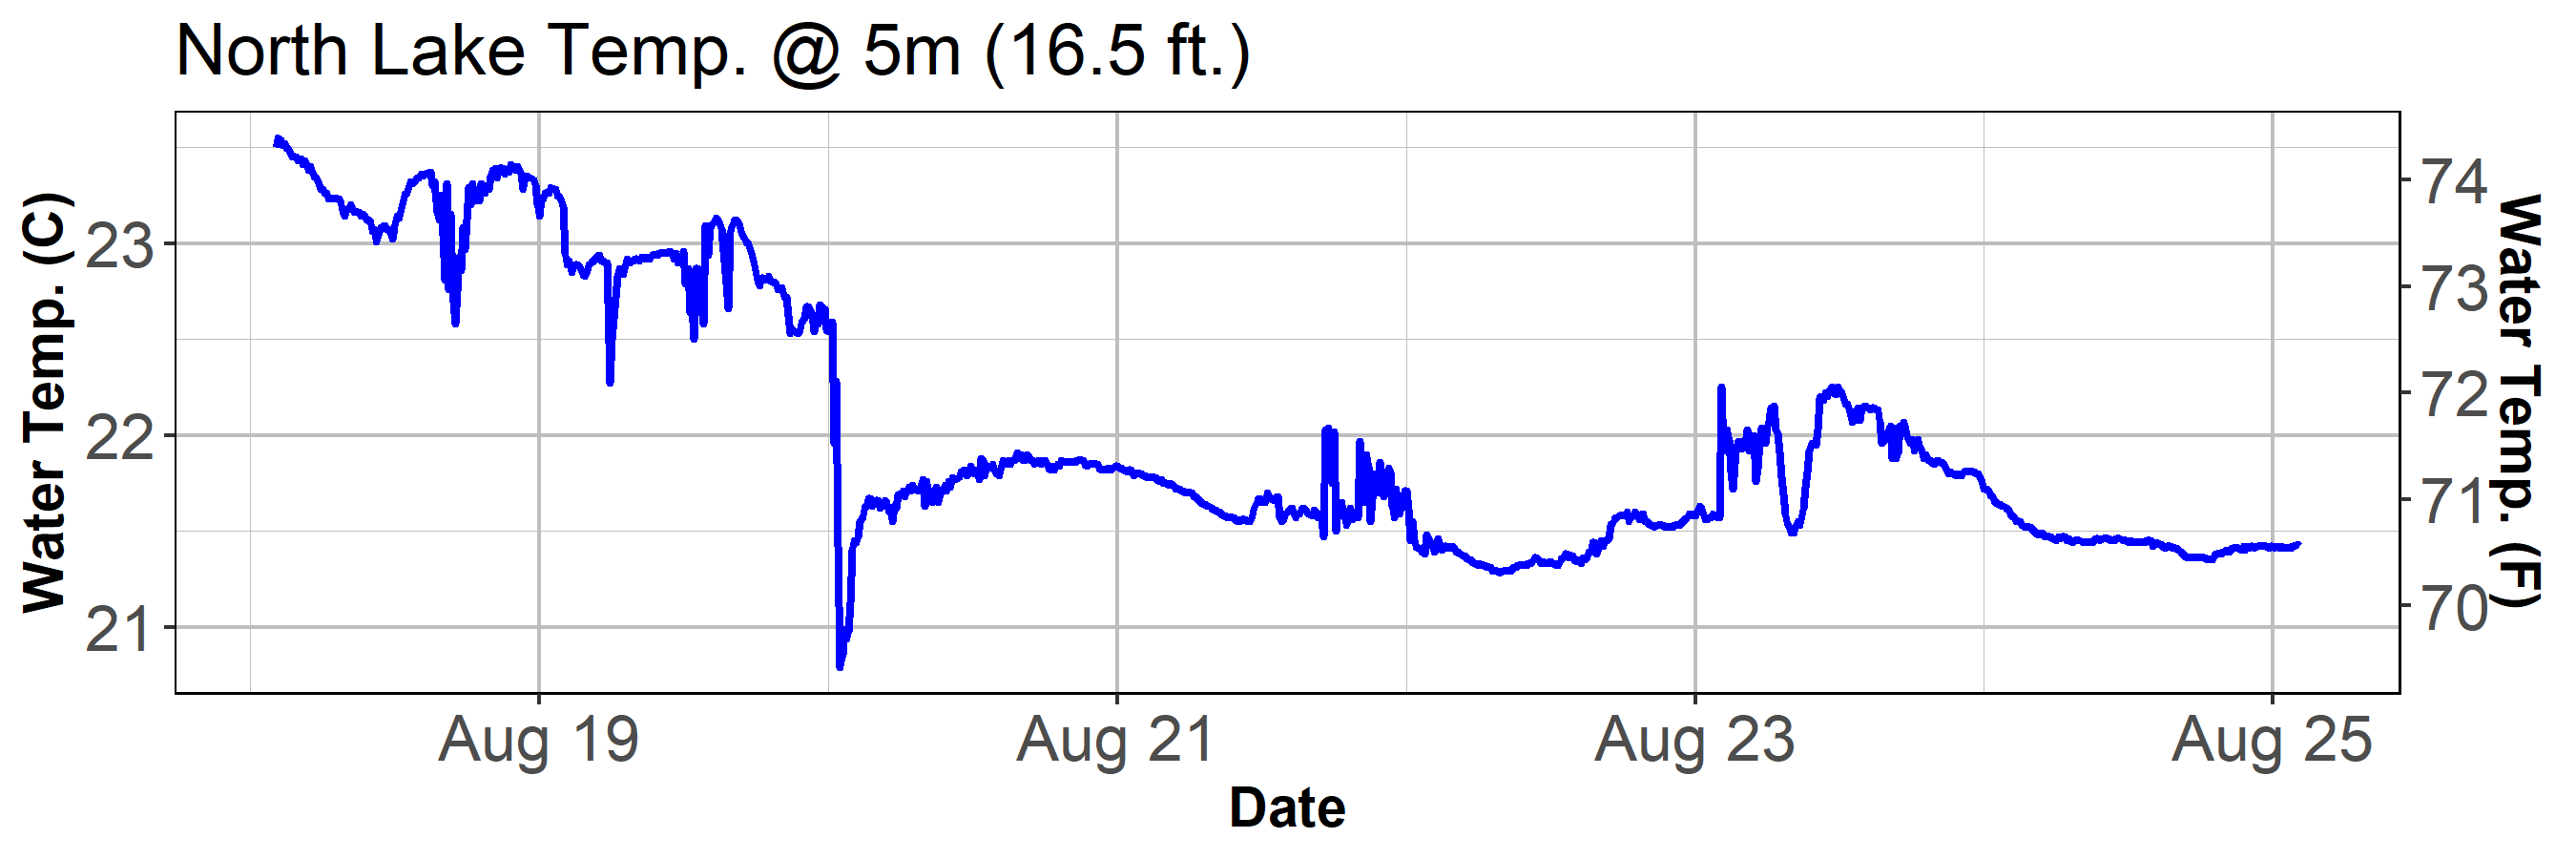 North Lake Temp. @ 5m (16.5 ft.)
Water Temp. (C)
23
22
21
74
73
72
71
70
Water Temp. (F)
Aug 19 Aug 21 Aug 23 Aug 25
Date